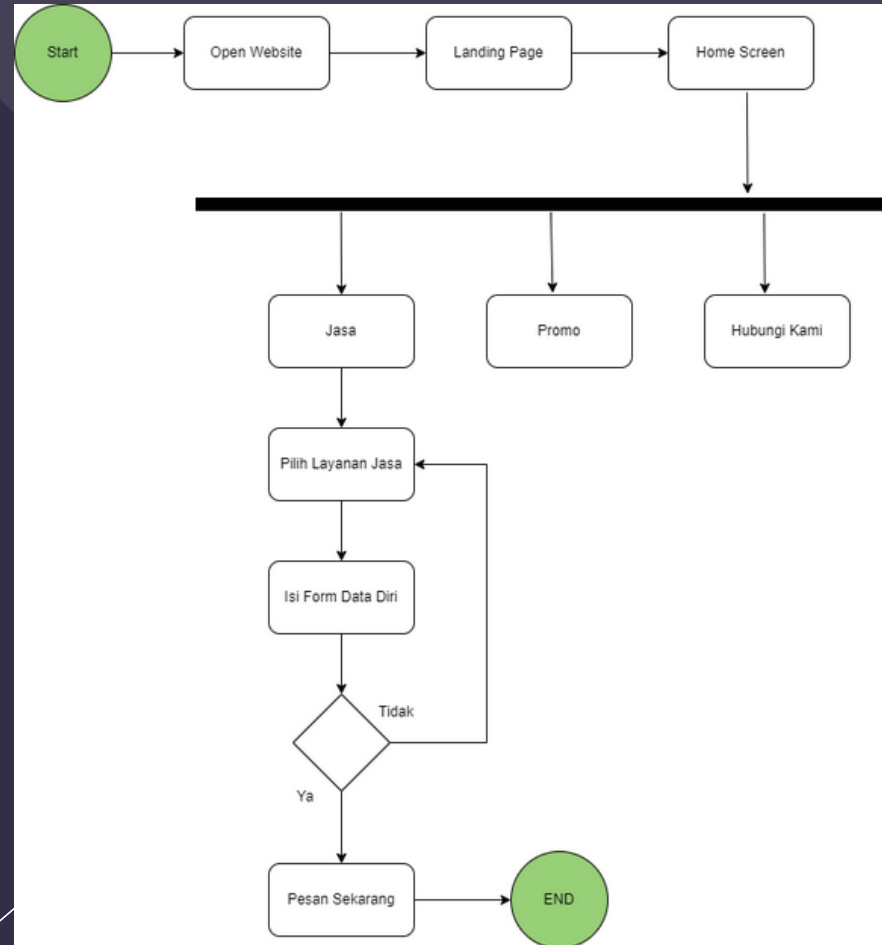 Start
Open Website
Landing Page
Home Screen
Jasa
Promo
Hubungi Kami
Pilih Layanan Jasa
Isi Form Data Diri
Tidak
Ya
Pesan Sekarang
END